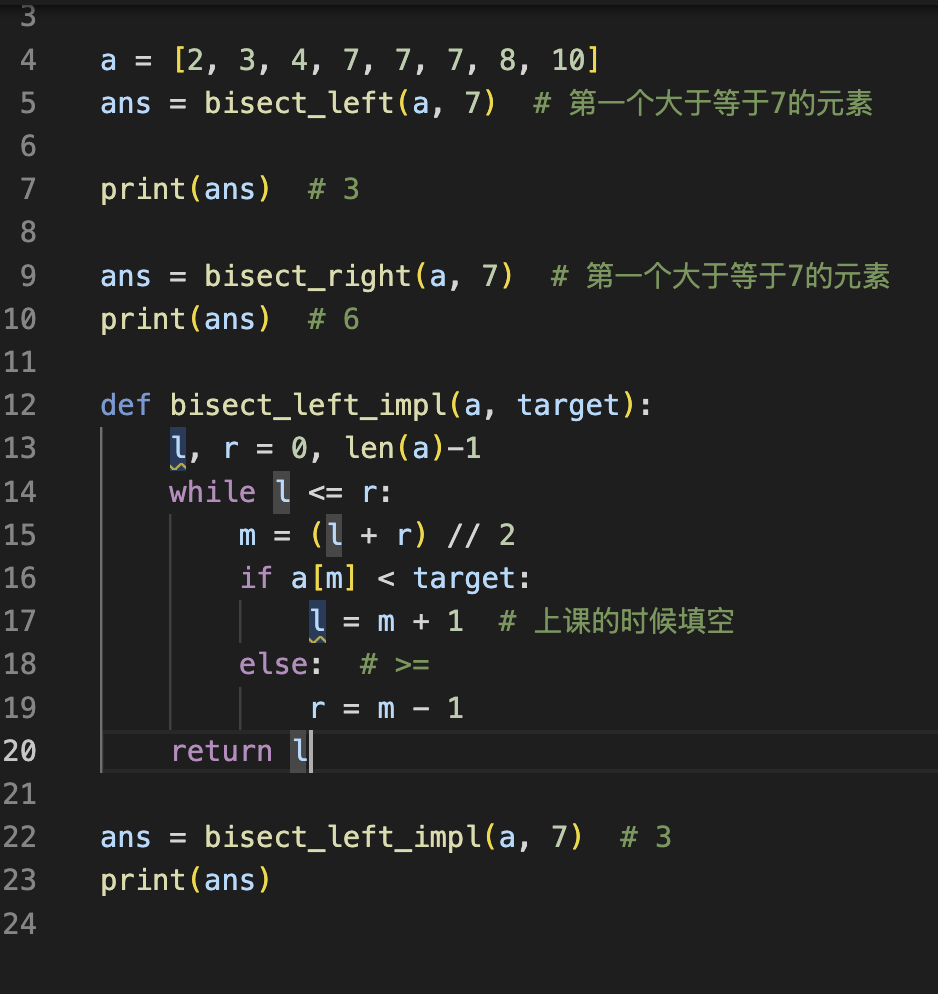 3
4 a = [2, 3, 4, 7, 7, 7, 8, 10]
5 ans = bisect_left(a, 7)  # 第一个大于等于7的元素
6
7 print(ans)  # 3
8
9 ans = bisect_right(a, 7)  # 第一个大于等于7的元素
10 print(ans)  # 6
11
12 def bisect_left_impl(a, target):
13     l, r = 0, len(a)-1
14     while l <= r:
15         m = (l + r) // 2
16         if a[m] < target:
17             l = m + 1  # 上课的时候填空
18         else:  # >=
19             r = m - 1
20     return l
21
22 ans = bisect_left_impl(a, 7)  # 3
23 print(ans)
24